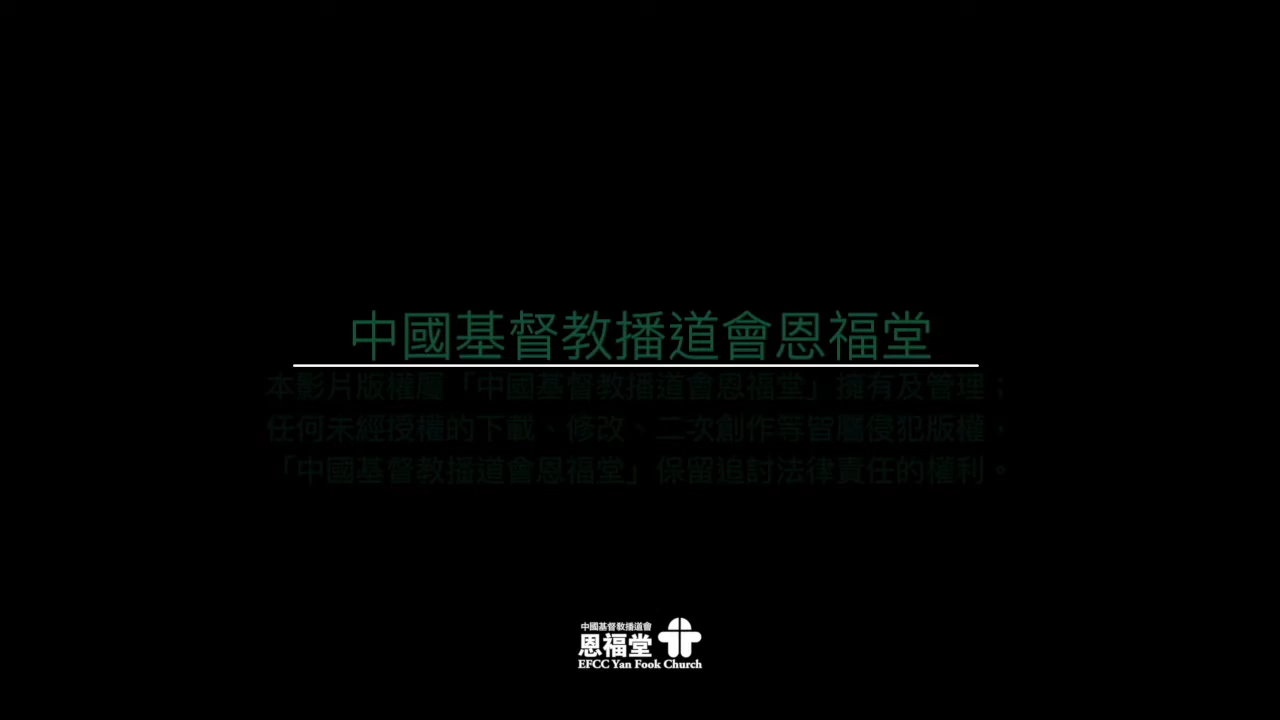 中國基督教播道會恩福堂
本影片版權屬「中國基督教播道會恩福堂」擁有及管理；
任何未經授權的下載、修改、二次創作等皆屬侵犯版權，
「中國基督教播道會恩福堂」保留追討法律責任的權利。
中國基督教播道會
恩福堂
EFCC Yan Fook Church